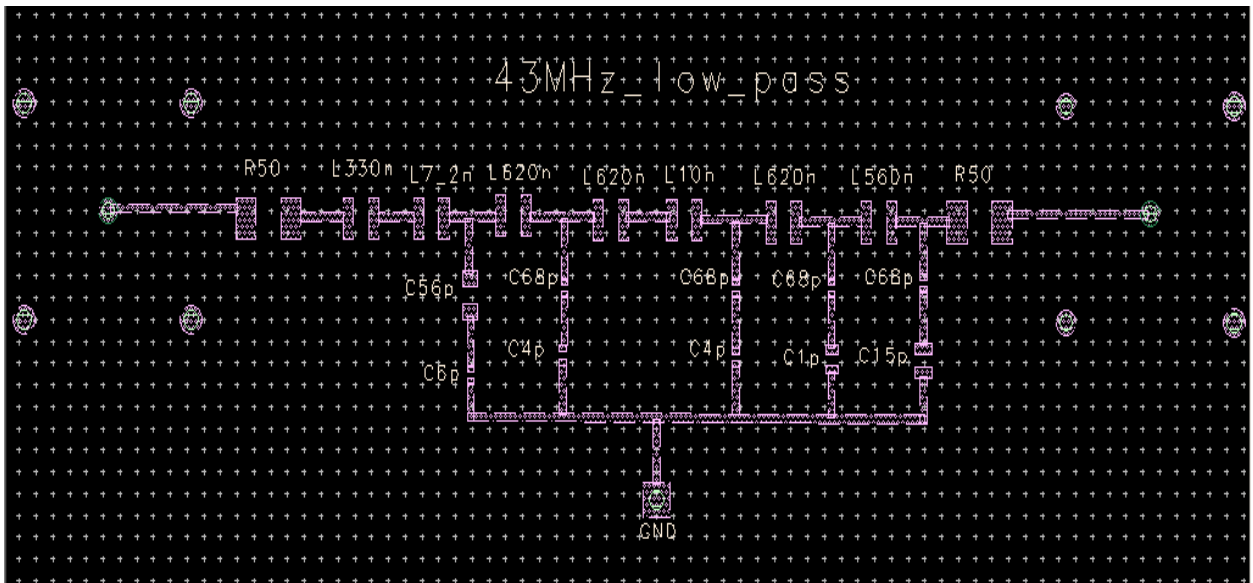 43MHz_low_pass
R50 L330n L7_2n L620n L620n L10n L620n L560n R50
C56p C68p C68p C68p C68p
C6p C4p C4p C1p C15p
GND